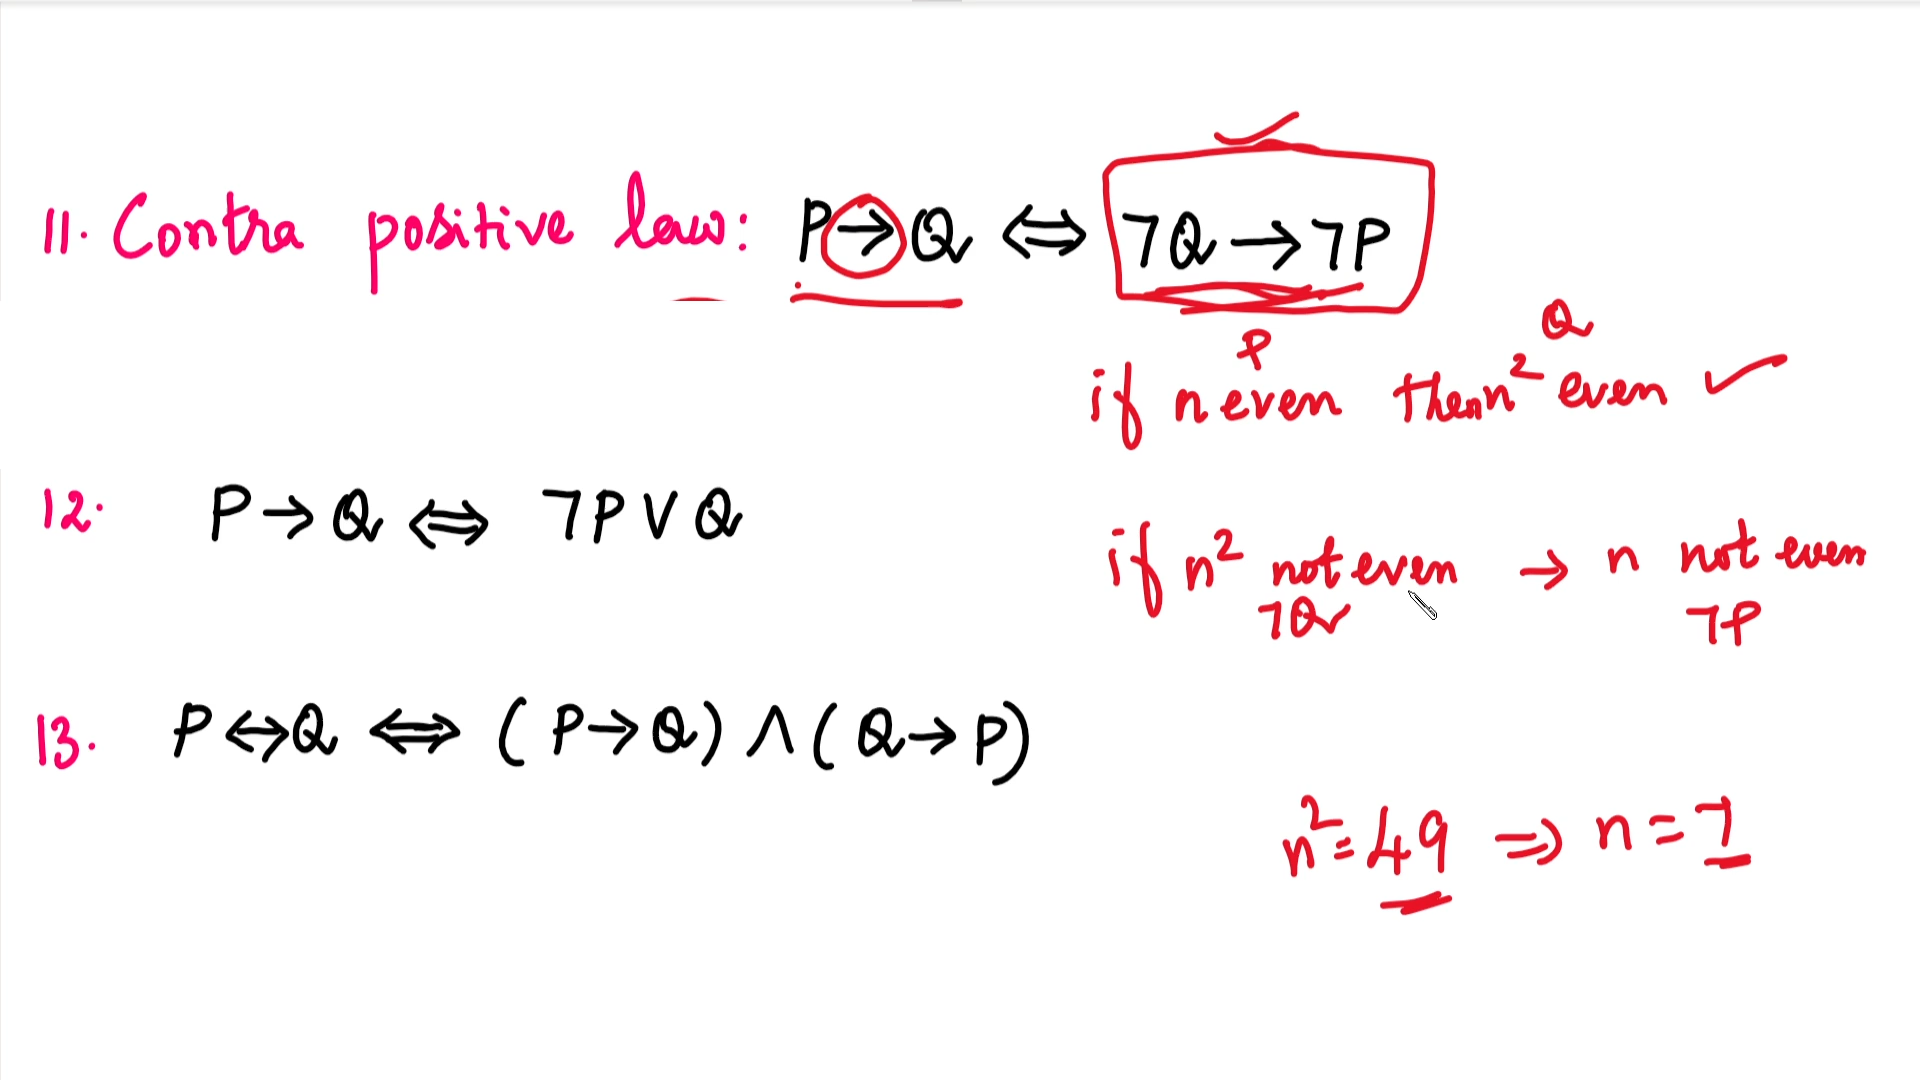 11. Contra positive law: P→Q ⇔ ¬Q→¬P
P Q
if n even then n² even ✓
12. P→Q ⇔ ¬P∨Q
if n² not even → n not even
¬Q ¬P
13. P↔Q ⇔ (P→Q)∧(Q→P)
n²=49 ⇒ n=7